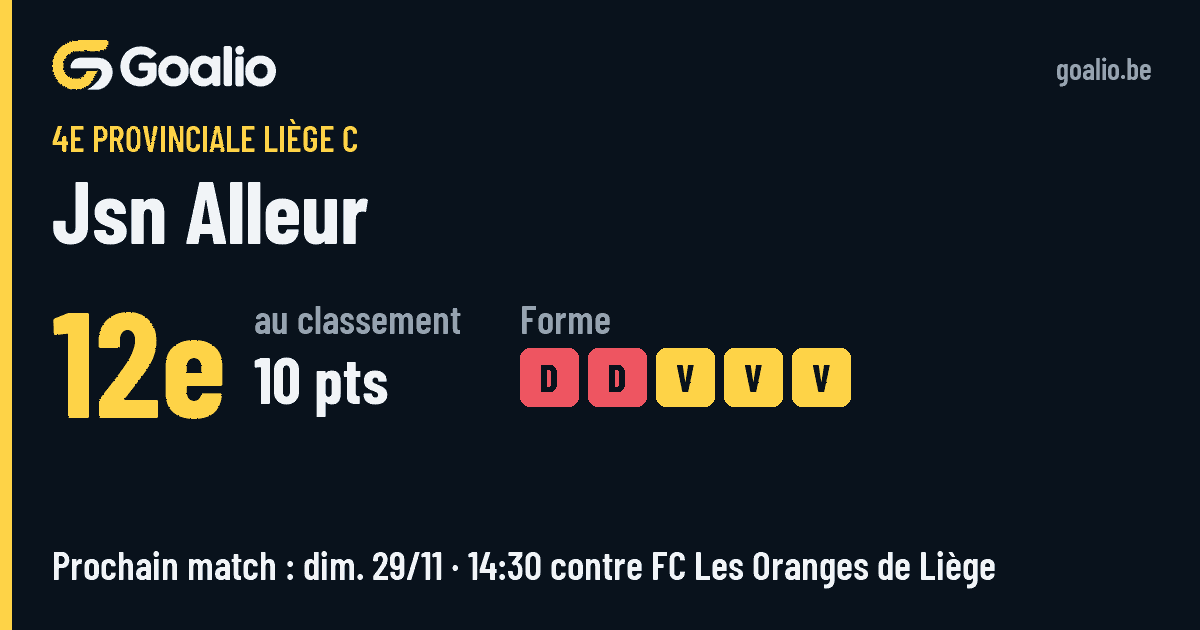 Goalio
goalio.be
4E PROVINCIALE LIÈGE C
Jsn Alleur
12e
au classement
10 pts
Forme
D D V V V
Prochain match : dim. 29/11 · 14:30 contre FC Les Oranges de Liège